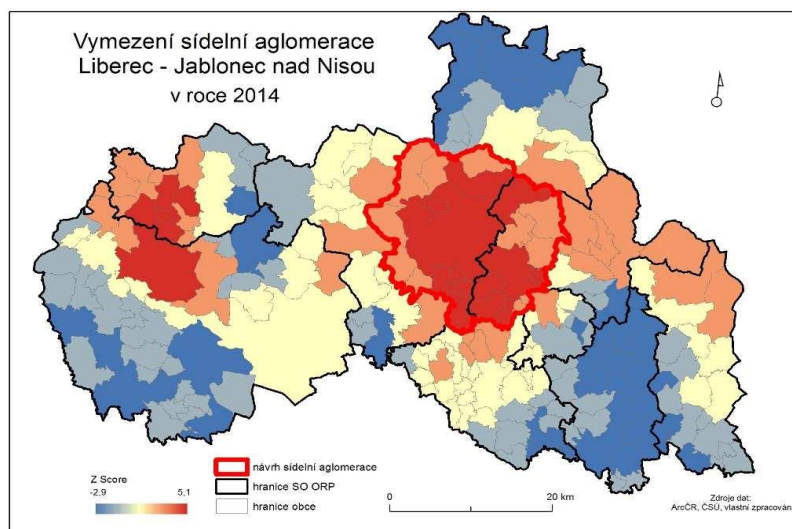 Vymezení sídelní aglomerace
Liberec - Jablonec nad Nisou
v roce 2014
Z Score
-2,9 5,1
návrh sídelní aglomerace
hranice SO ORP
hranice obce
0 20 km
Zdroje dat:
ArcČR, ČSÚ, vlastní zpracován